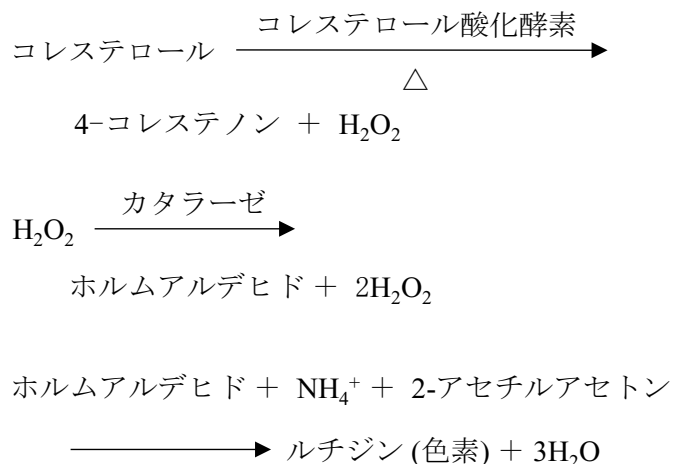 コレステロール酸化酵素
コレステロール
△
4-コレステノン + H₂O₂
カタラーゼ
H₂O₂
ホルムアルデヒド + 2H₂O₂
ホルムアルデヒド + NH₄⁺ + 2-アセチルアセトン
ルチジン (色素) + 3H₂O